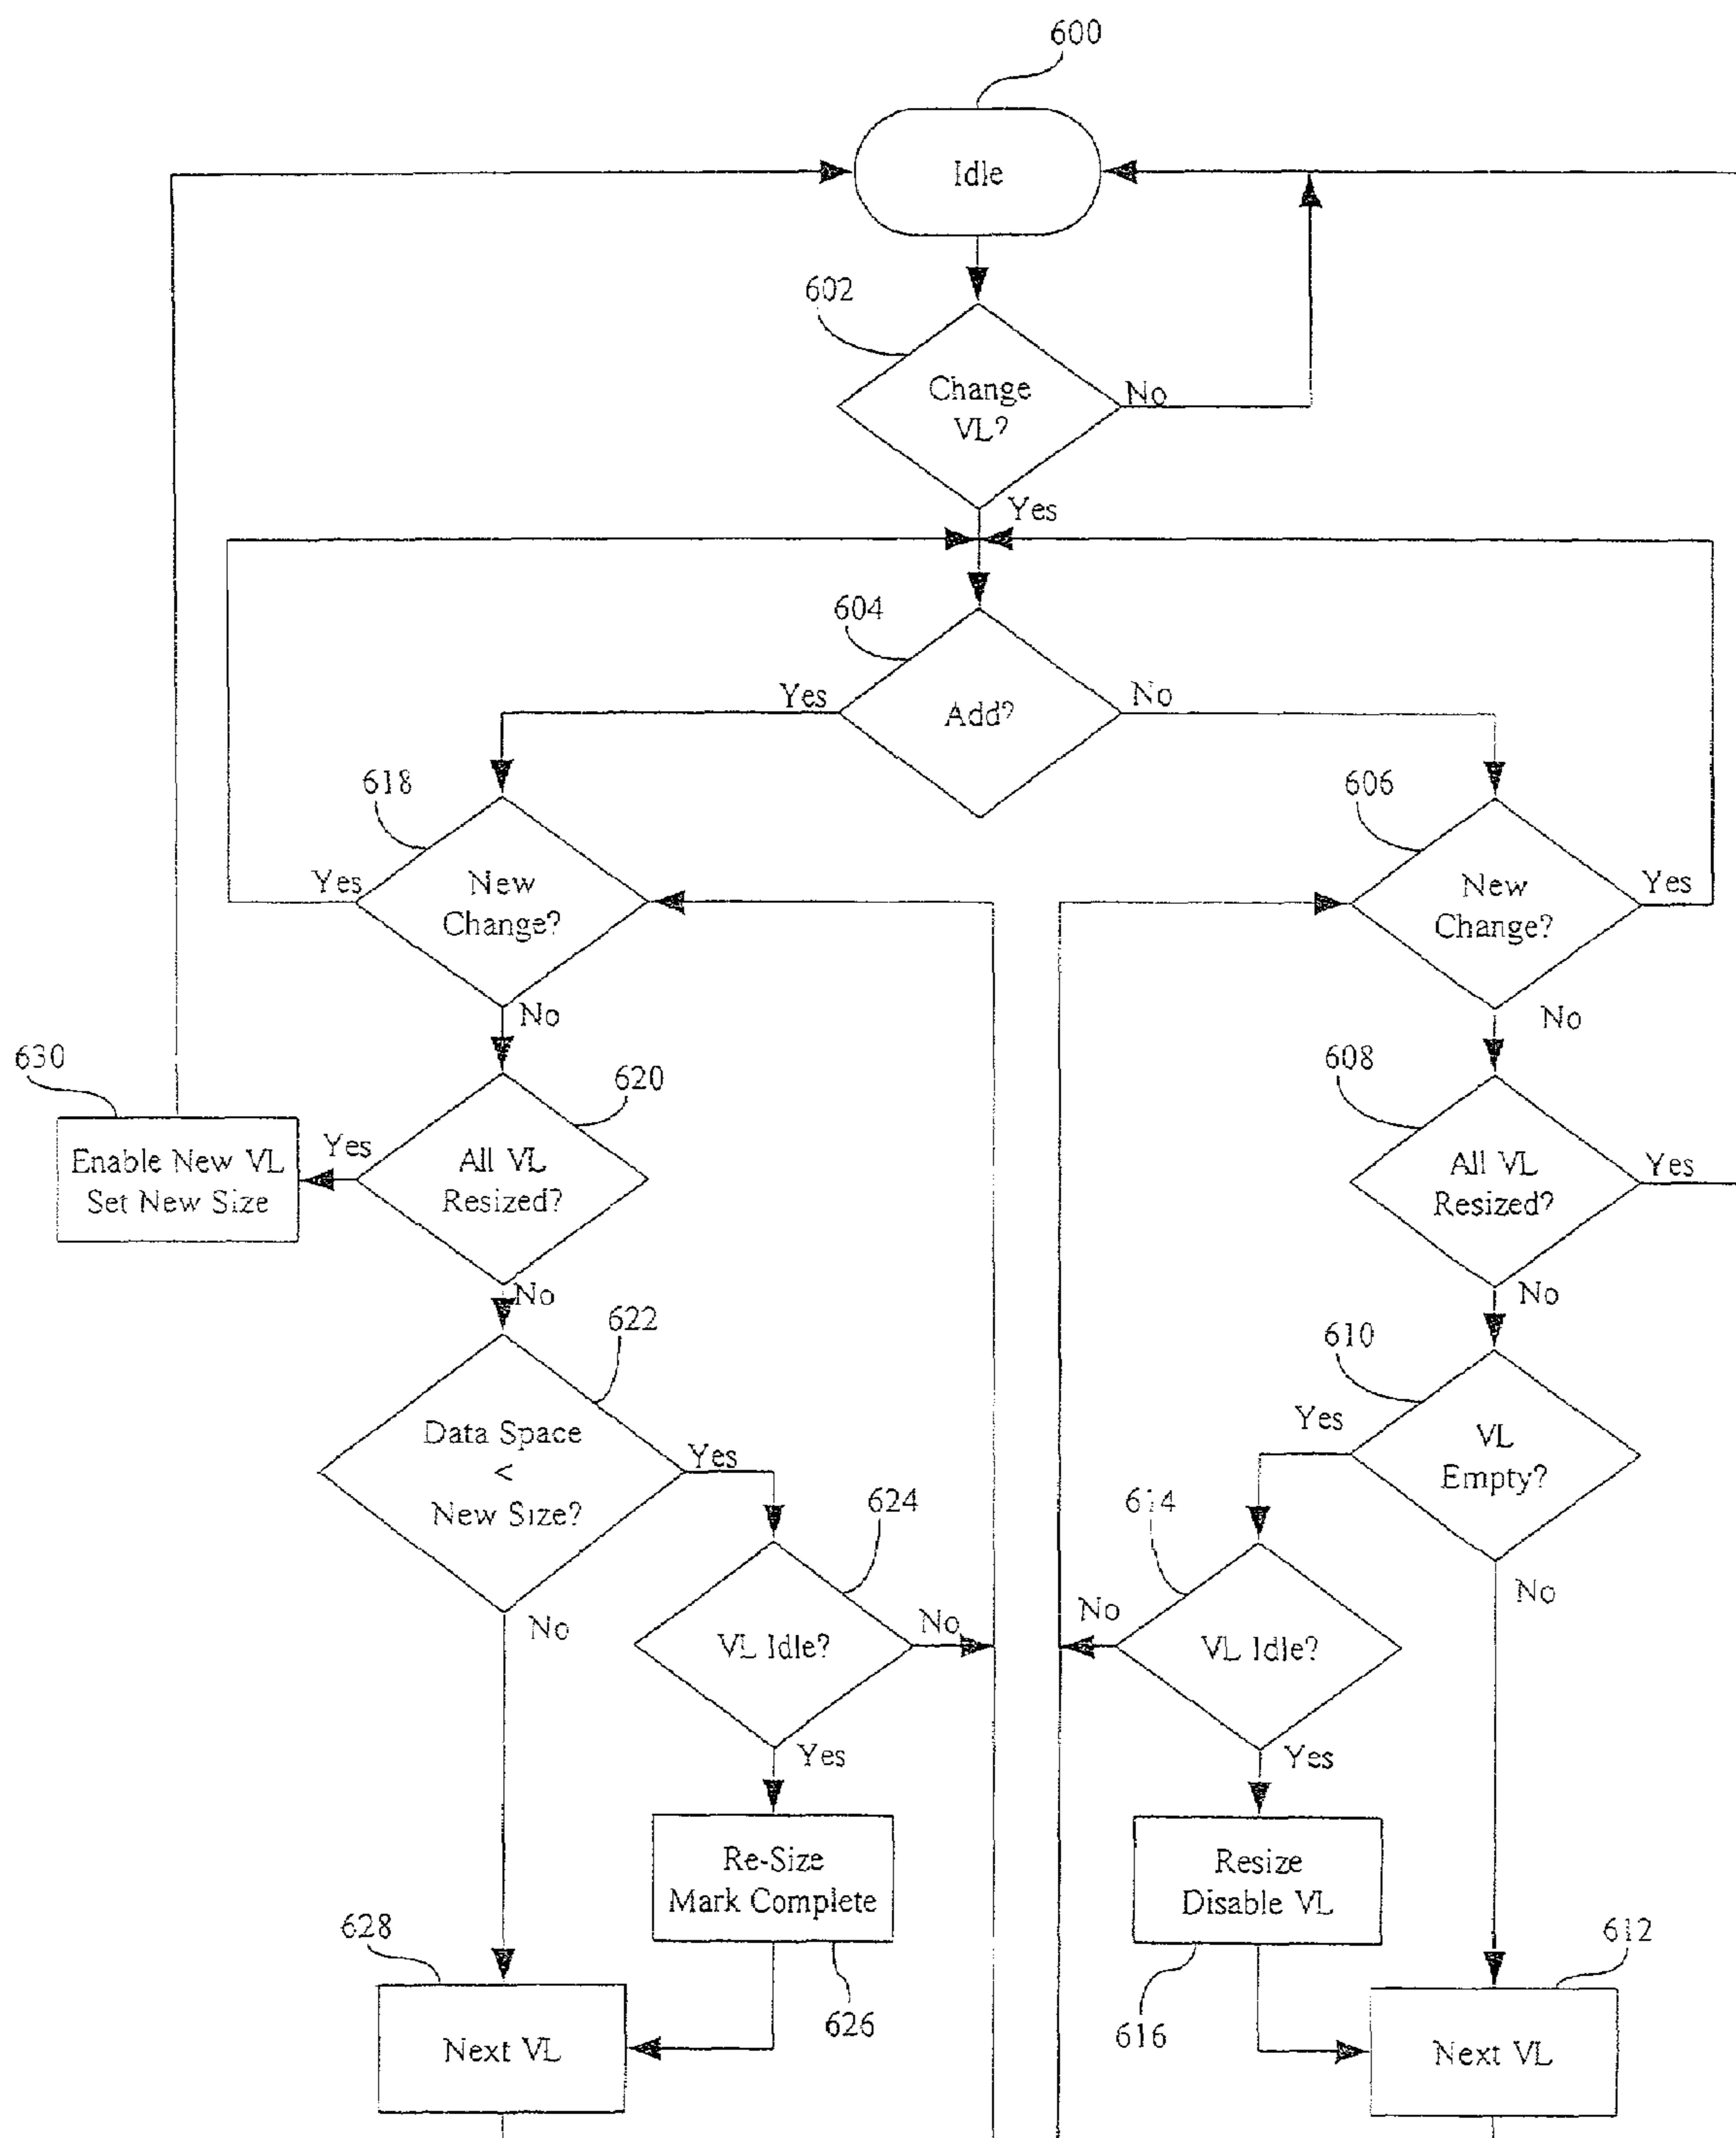 600
Idle
602
Change
VL?
No
Yes
604
Yes
Add?
No
618
606
Yes
New
Change?
New
Change?
Yes
No
No
630
620
608
Enable New VL
Set New Size
Yes
All VL
Resized?
All VL
Resized?
Yes
No
No
622
610
Data Space
<
New Size?
Yes
Yes
VL
Empty?
624
614
No
No
VL Idle?
No
No
VL Idle?
Yes
Yes
Re-Size
Mark Complete
Resize
Disable VL
628
612
626
616
Next VL
Next VL